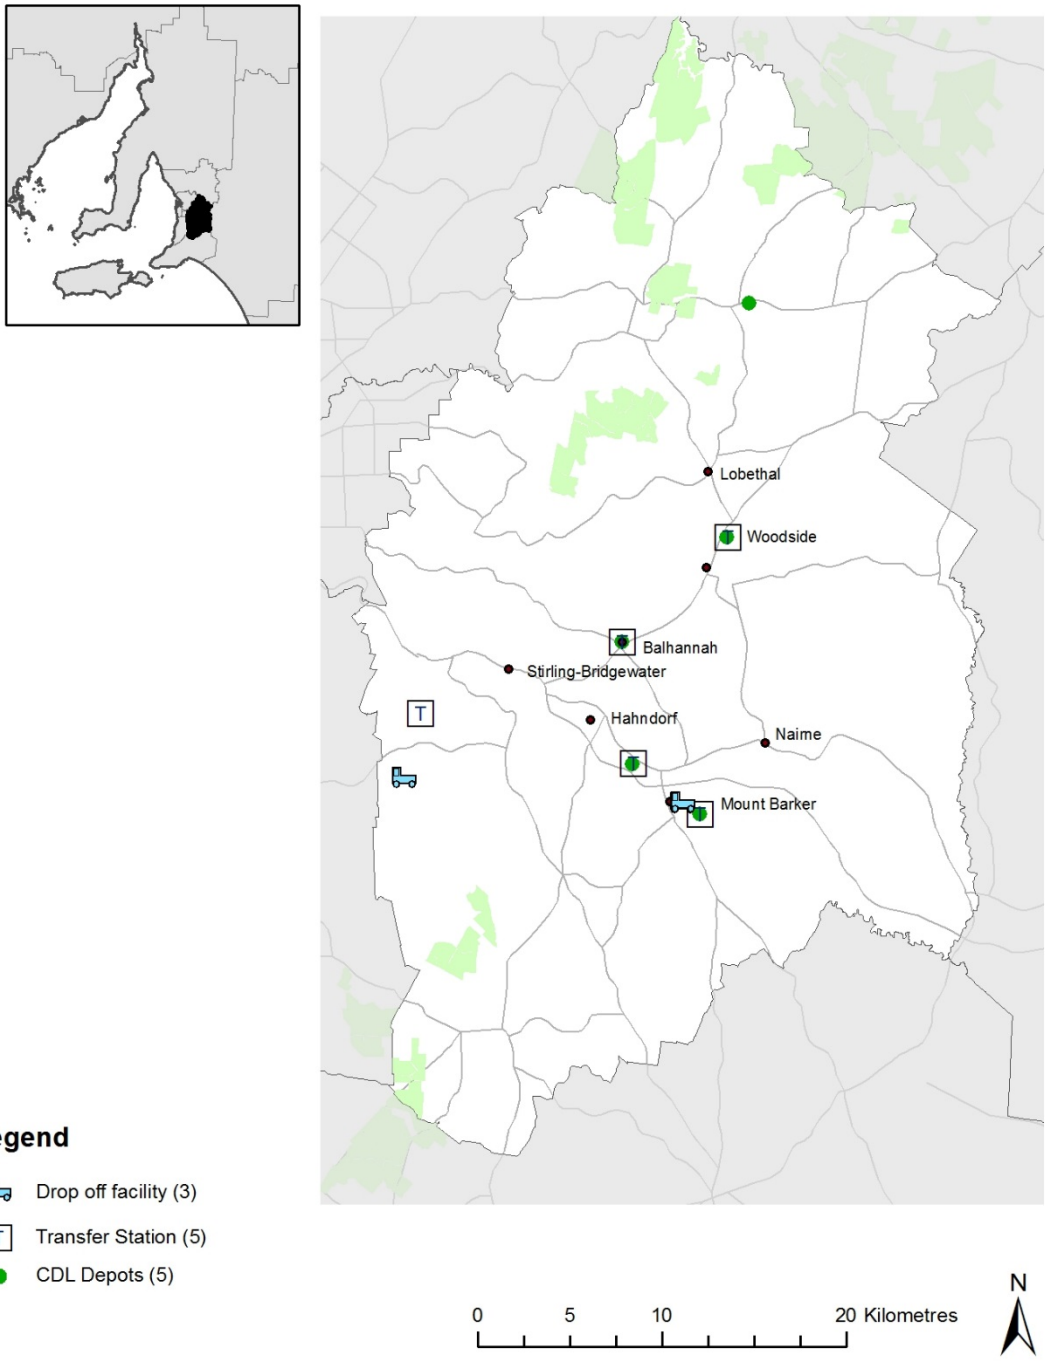 Lobethal
T Woodside
T
Balhannah
Stirling-Bridgewater
T
Hahndorf
Nairne
T
Mount Barker
T
egend
Drop off facility (3)
T Transfer Station (5)
CDL Depots (5)
N
0 5 10 20 Kilometres